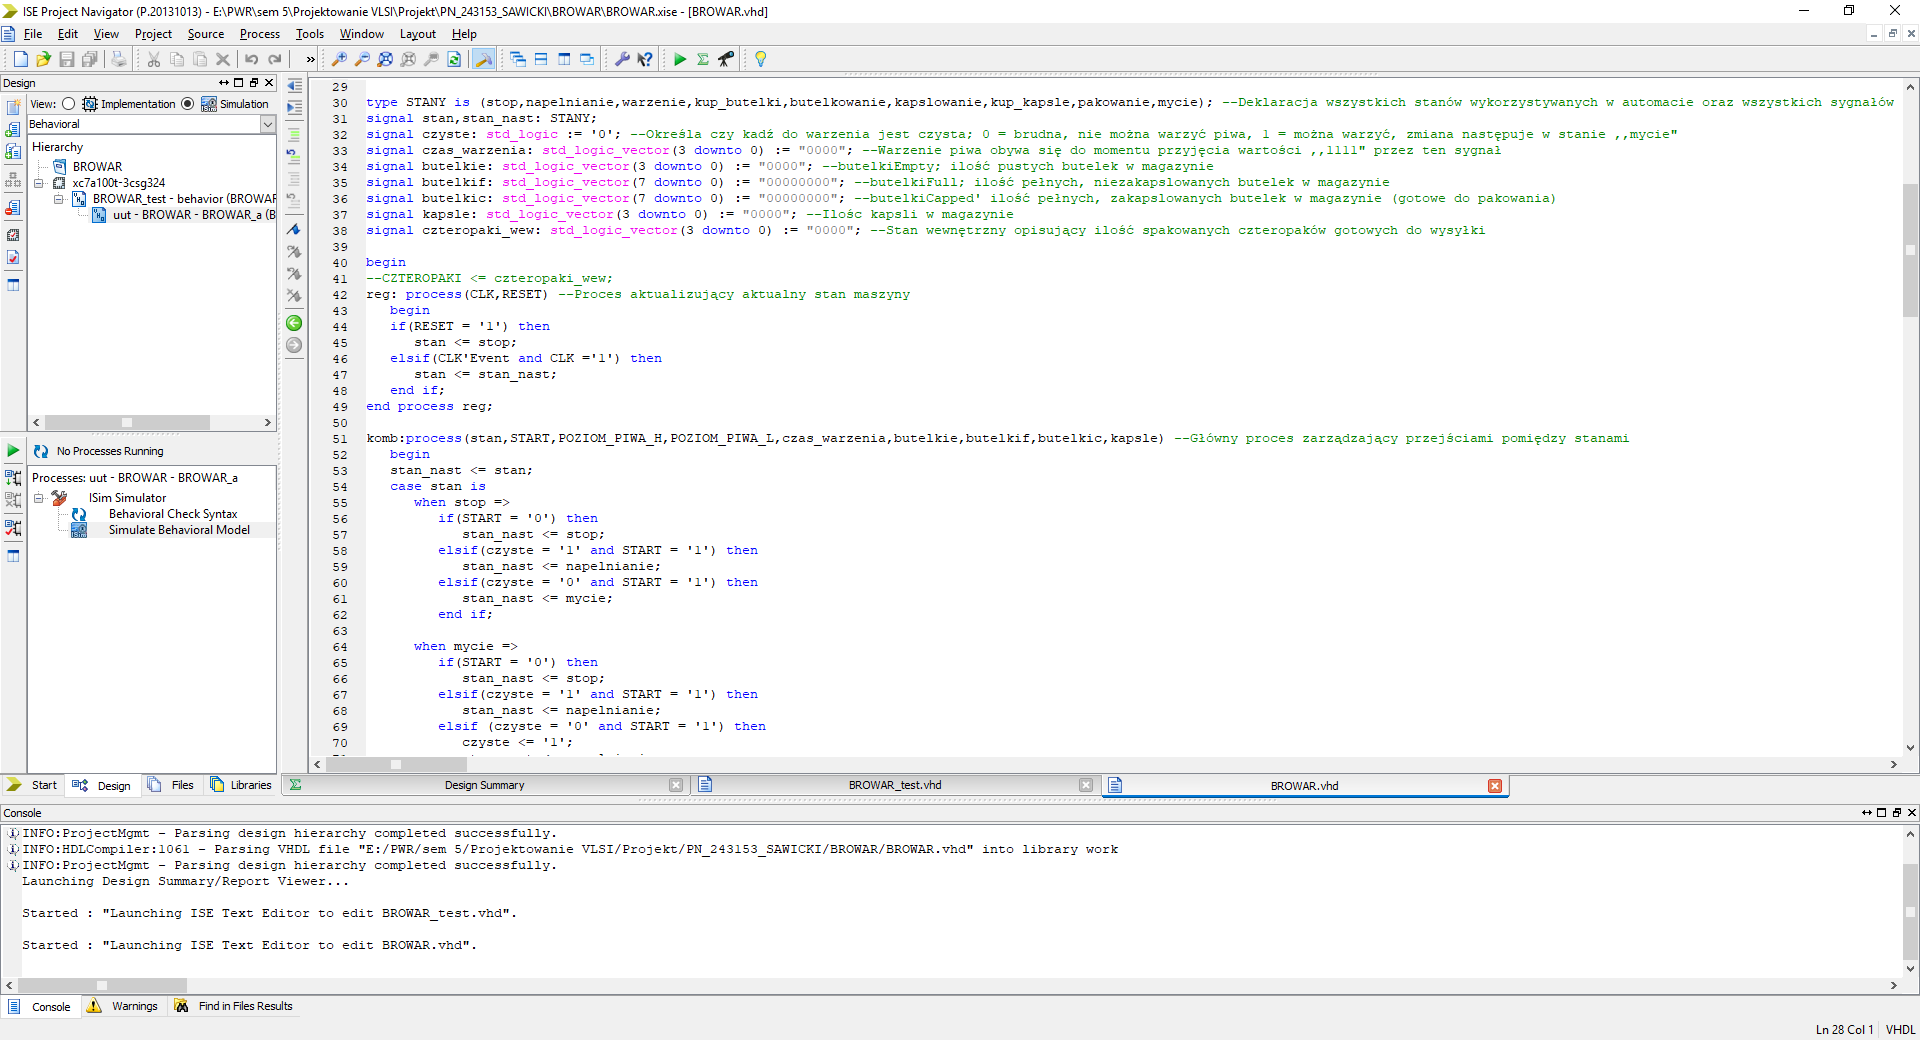 ISE Project Navigator (P.20131013) - E:\PWR\sem 5\Projektowanie VLSI\Projekt\PN_243153_SAWICKI\BROWAR\BROWAR.xise - [BROWAR.vhd]
File Edit View Project Source Process Tools Window Layout Help
Design
View: Implementation Simulation
Behavioral
Hierarchy
BROWAR
xc7a100t-3csg324
BROWAR_test - behavior (BROWAR
uut - BROWAR - BROWAR_a (B
No Processes Running
Processes: uut - BROWAR - BROWAR_a
ISim Simulator
Behavioral Check Syntax
Simulate Behavioral Model
Start Design Files Libraries
29
30 type STANY is (stop,napelnianie,warzenie,kup_butelki,butelkowanie,kapslowanie,kup_kapsle,pakowanie,mycie); --Deklaracja wszystkich stanów wykorzystywanych w automacie oraz wszystkich sygnałów
31 signal stan,stan_nast: STANY;
32 signal czyste: std_logic := '0'; --Określa czy kadź do warzenia jest czysta; 0 = brudna, nie można warzyć piwa, 1 = można warzyć, zmiana następuje w stanie ,,mycie"
33 signal czas_warzenia: std_logic_vector(3 downto 0) := "0000"; --Warzenie piwa obywa się do momentu przyjęcia wartości ,,1111" przez ten sygnał
34 signal butelkie: std_logic_vector(3 downto 0) := "0000"; --butelkiEmpty; ilość pustych butelek w magazynie
35 signal butelkif: std_logic_vector(7 downto 0) := "00000000"; --butelkiFull; ilość pełnych, niezakapslowanych butelek w magazynie
36 signal butelkic: std_logic_vector(7 downto 0) := "00000000"; --butelkiCapped' ilość pełnych, zakapslowanych butelek w magazynie (gotowe do pakowania)
37 signal kapsle: std_logic_vector(3 downto 0) := "0000"; --Ilośc kapsli w magazynie
38 signal czteropaki_wew: std_logic_vector(3 downto 0) := "0000"; --Stan wewnętrzny opisujący ilość spakowanych czteropaków gotowych do wysyłki
39
40 begin
41 --CZTEROPAKI <= czteropaki_wew;
42 reg: process(CLK,RESET) --Proces aktualizujący aktualny stan maszyny
43 begin
44 if(RESET = '1') then
45 stan <= stop;
46 elsif(CLK'Event and CLK ='1') then
47 stan <= stan_nast;
48 end if;
49 end process reg;
50
51 komb:process(stan,START,POZIOM_PIWA_H,POZIOM_PIWA_L,czas_warzenia,butelkie,butelkif,butelkic,kapsle) --Główny proces zarządzający przejściami pomiędzy stanami
52 begin
53 stan_nast <= stan;
54 case stan is
55 when stop =>
56 if(START = '0') then
57 stan_nast <= stop;
58 elsif(czyste = '1' and START = '1') then
59 stan_nast <= napelnianie;
60 elsif(czyste = '0' and START = '1') then
61 stan_nast <= mycie;
62 end if;
63
64 when mycie =>
65 if(START = '0') then
66 stan_nast <= stop;
67 elsif(czyste = '1' and START = '1') then
68 stan_nast <= napelnianie;
69 elsif (czyste = '0' and START = '1') then
70 czyste <= '1';
Design Summary BROWAR_test.vhd BROWAR.vhd
Console
INFO:ProjectMgmt - Parsing design hierarchy completed successfully.
INFO:HDLCompiler:1061 - Parsing VHDL file "E:/PWR/sem 5/Projektowanie VLSI/Projekt/PN_243153_SAWICKI/BROWAR/BROWAR.vhd" into library work
INFO:ProjectMgmt - Parsing design hierarchy completed successfully.
Launching Design Summary/Report Viewer...
Started : "Launching ISE Text Editor to edit BROWAR_test.vhd".
Started : "Launching ISE Text Editor to edit BROWAR.vhd".
Console Warnings Find in Files Results
Ln 28 Col 1 VHDL